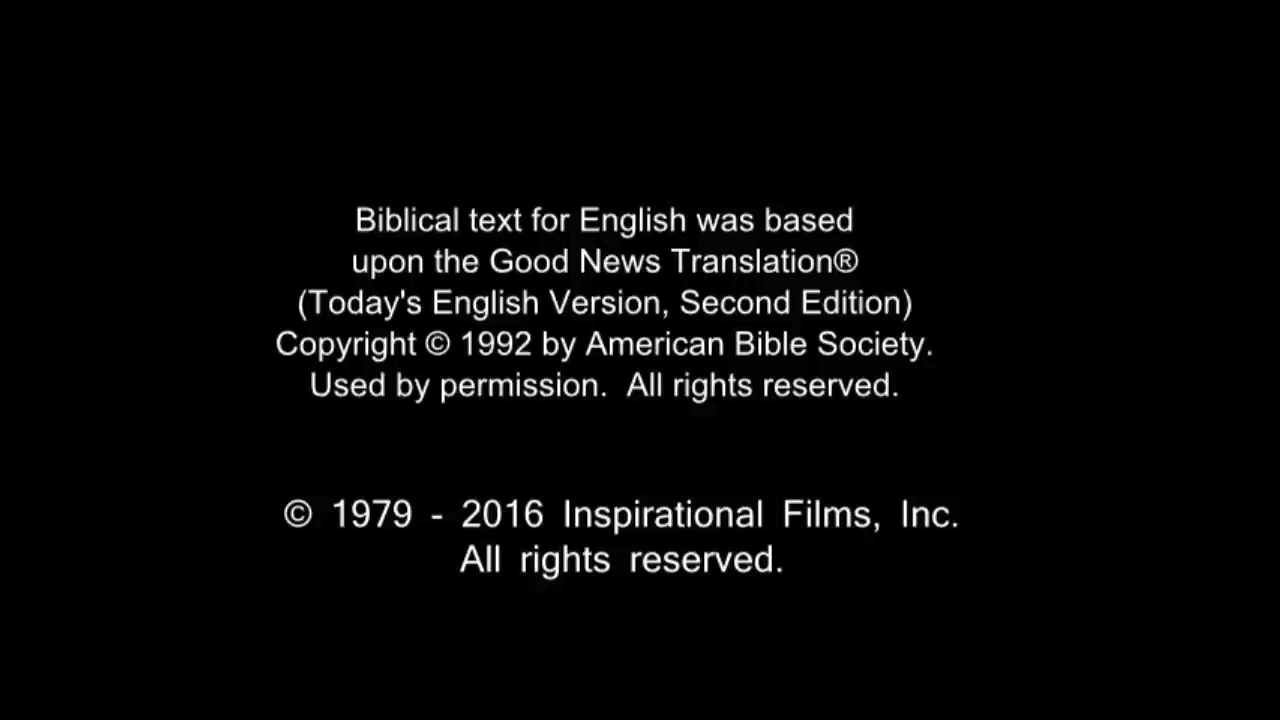 Biblical text for English was based
upon the Good News Translation®
(Today's English Version, Second Edition)
Copyright © 1992 by American Bible Society.
Used by permission.  All rights reserved.
© 1979 - 2016 Inspirational Films, Inc.
All rights reserved.